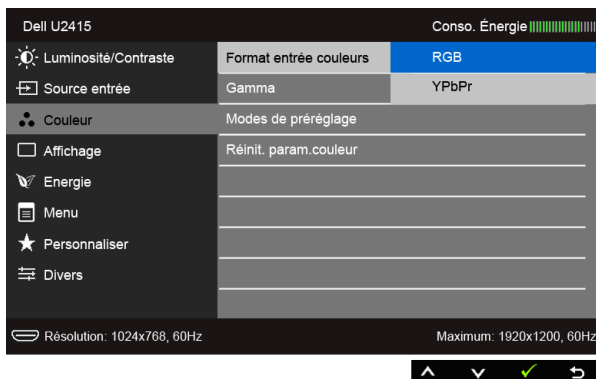 Dell U2415 Conso. Énergie
Luminosité/Contraste Format entrée couleurs RGB
Source entrée Gamma YPbPr
Couleur Modes de préréglage
Affichage Réinit. param.couleur
Energie
Menu
Personnaliser
Divers
Résolution: 1024x768, 60Hz Maximum: 1920x1200, 60Hz